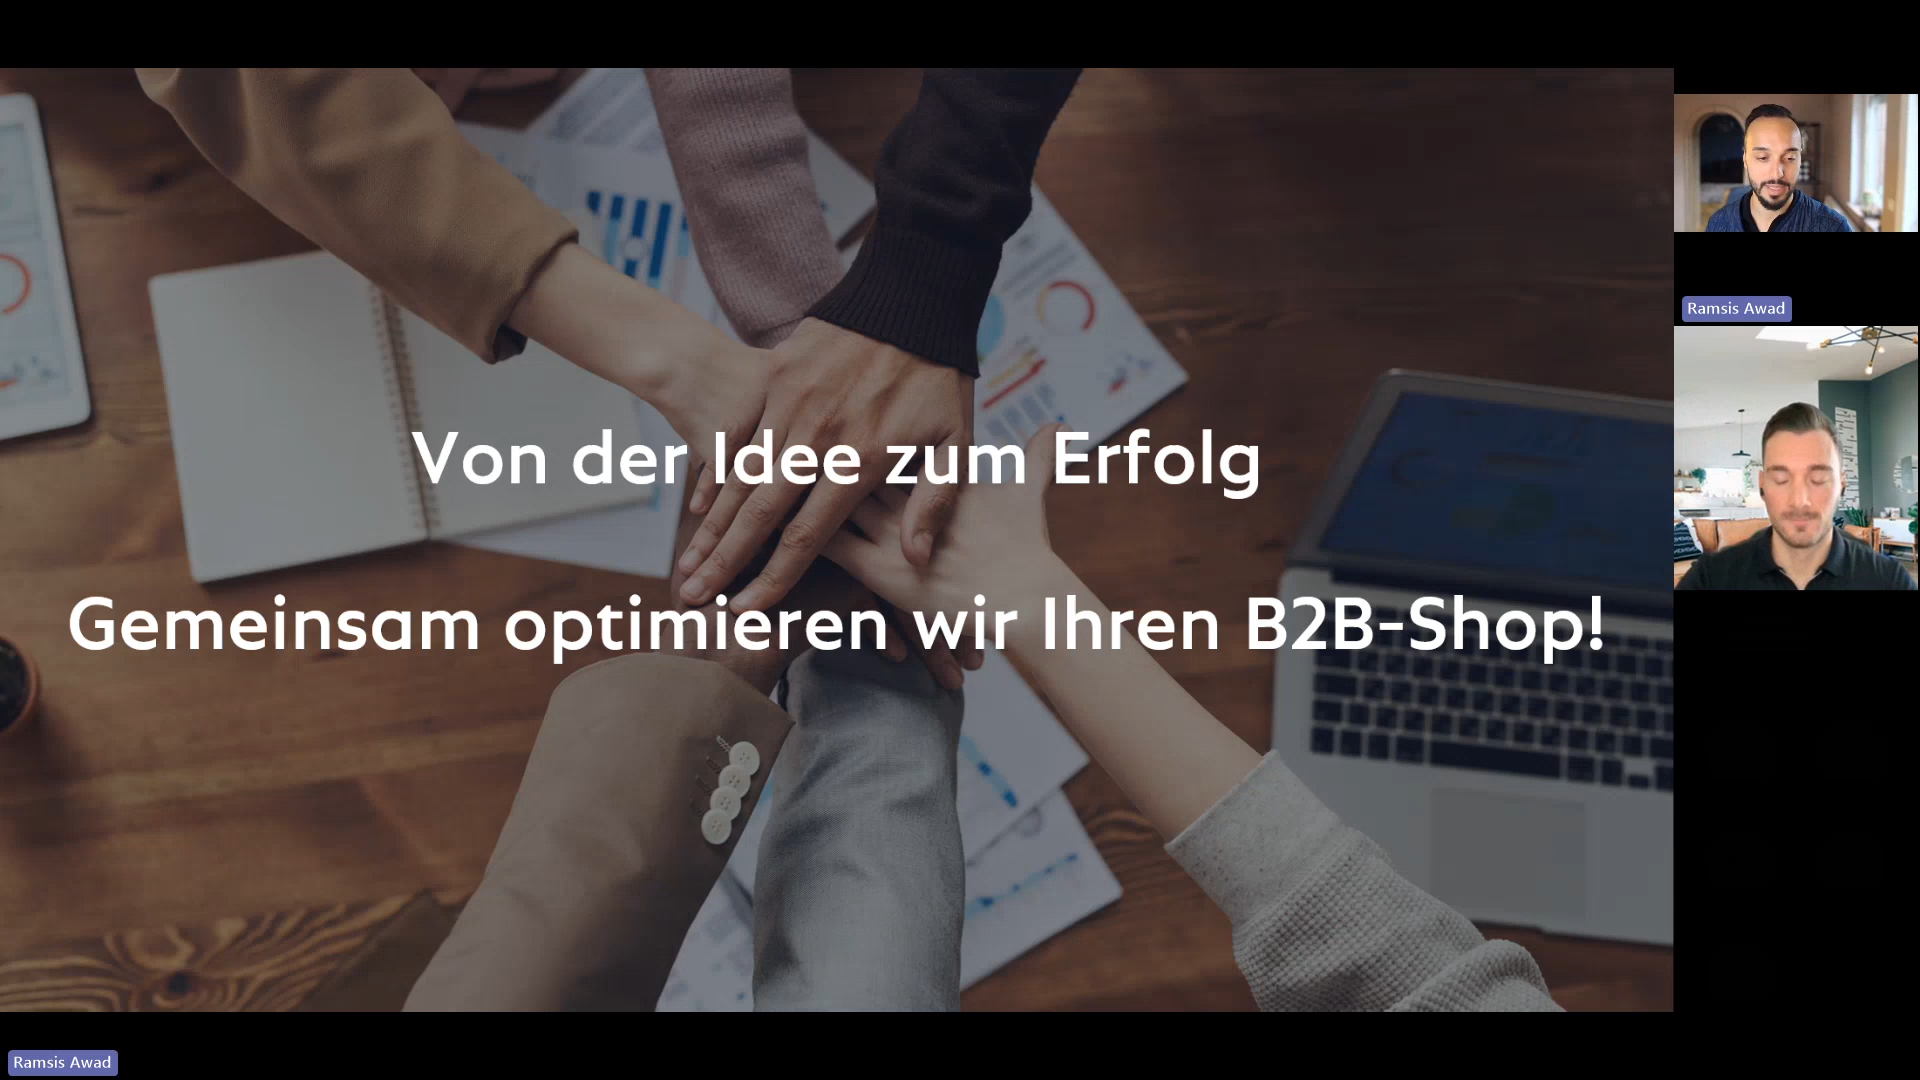 Von der Idee zum Erfolg
Gemeinsam optimieren wir Ihren B2B-Shop!
Ramsis Awad
Ramsis Awad